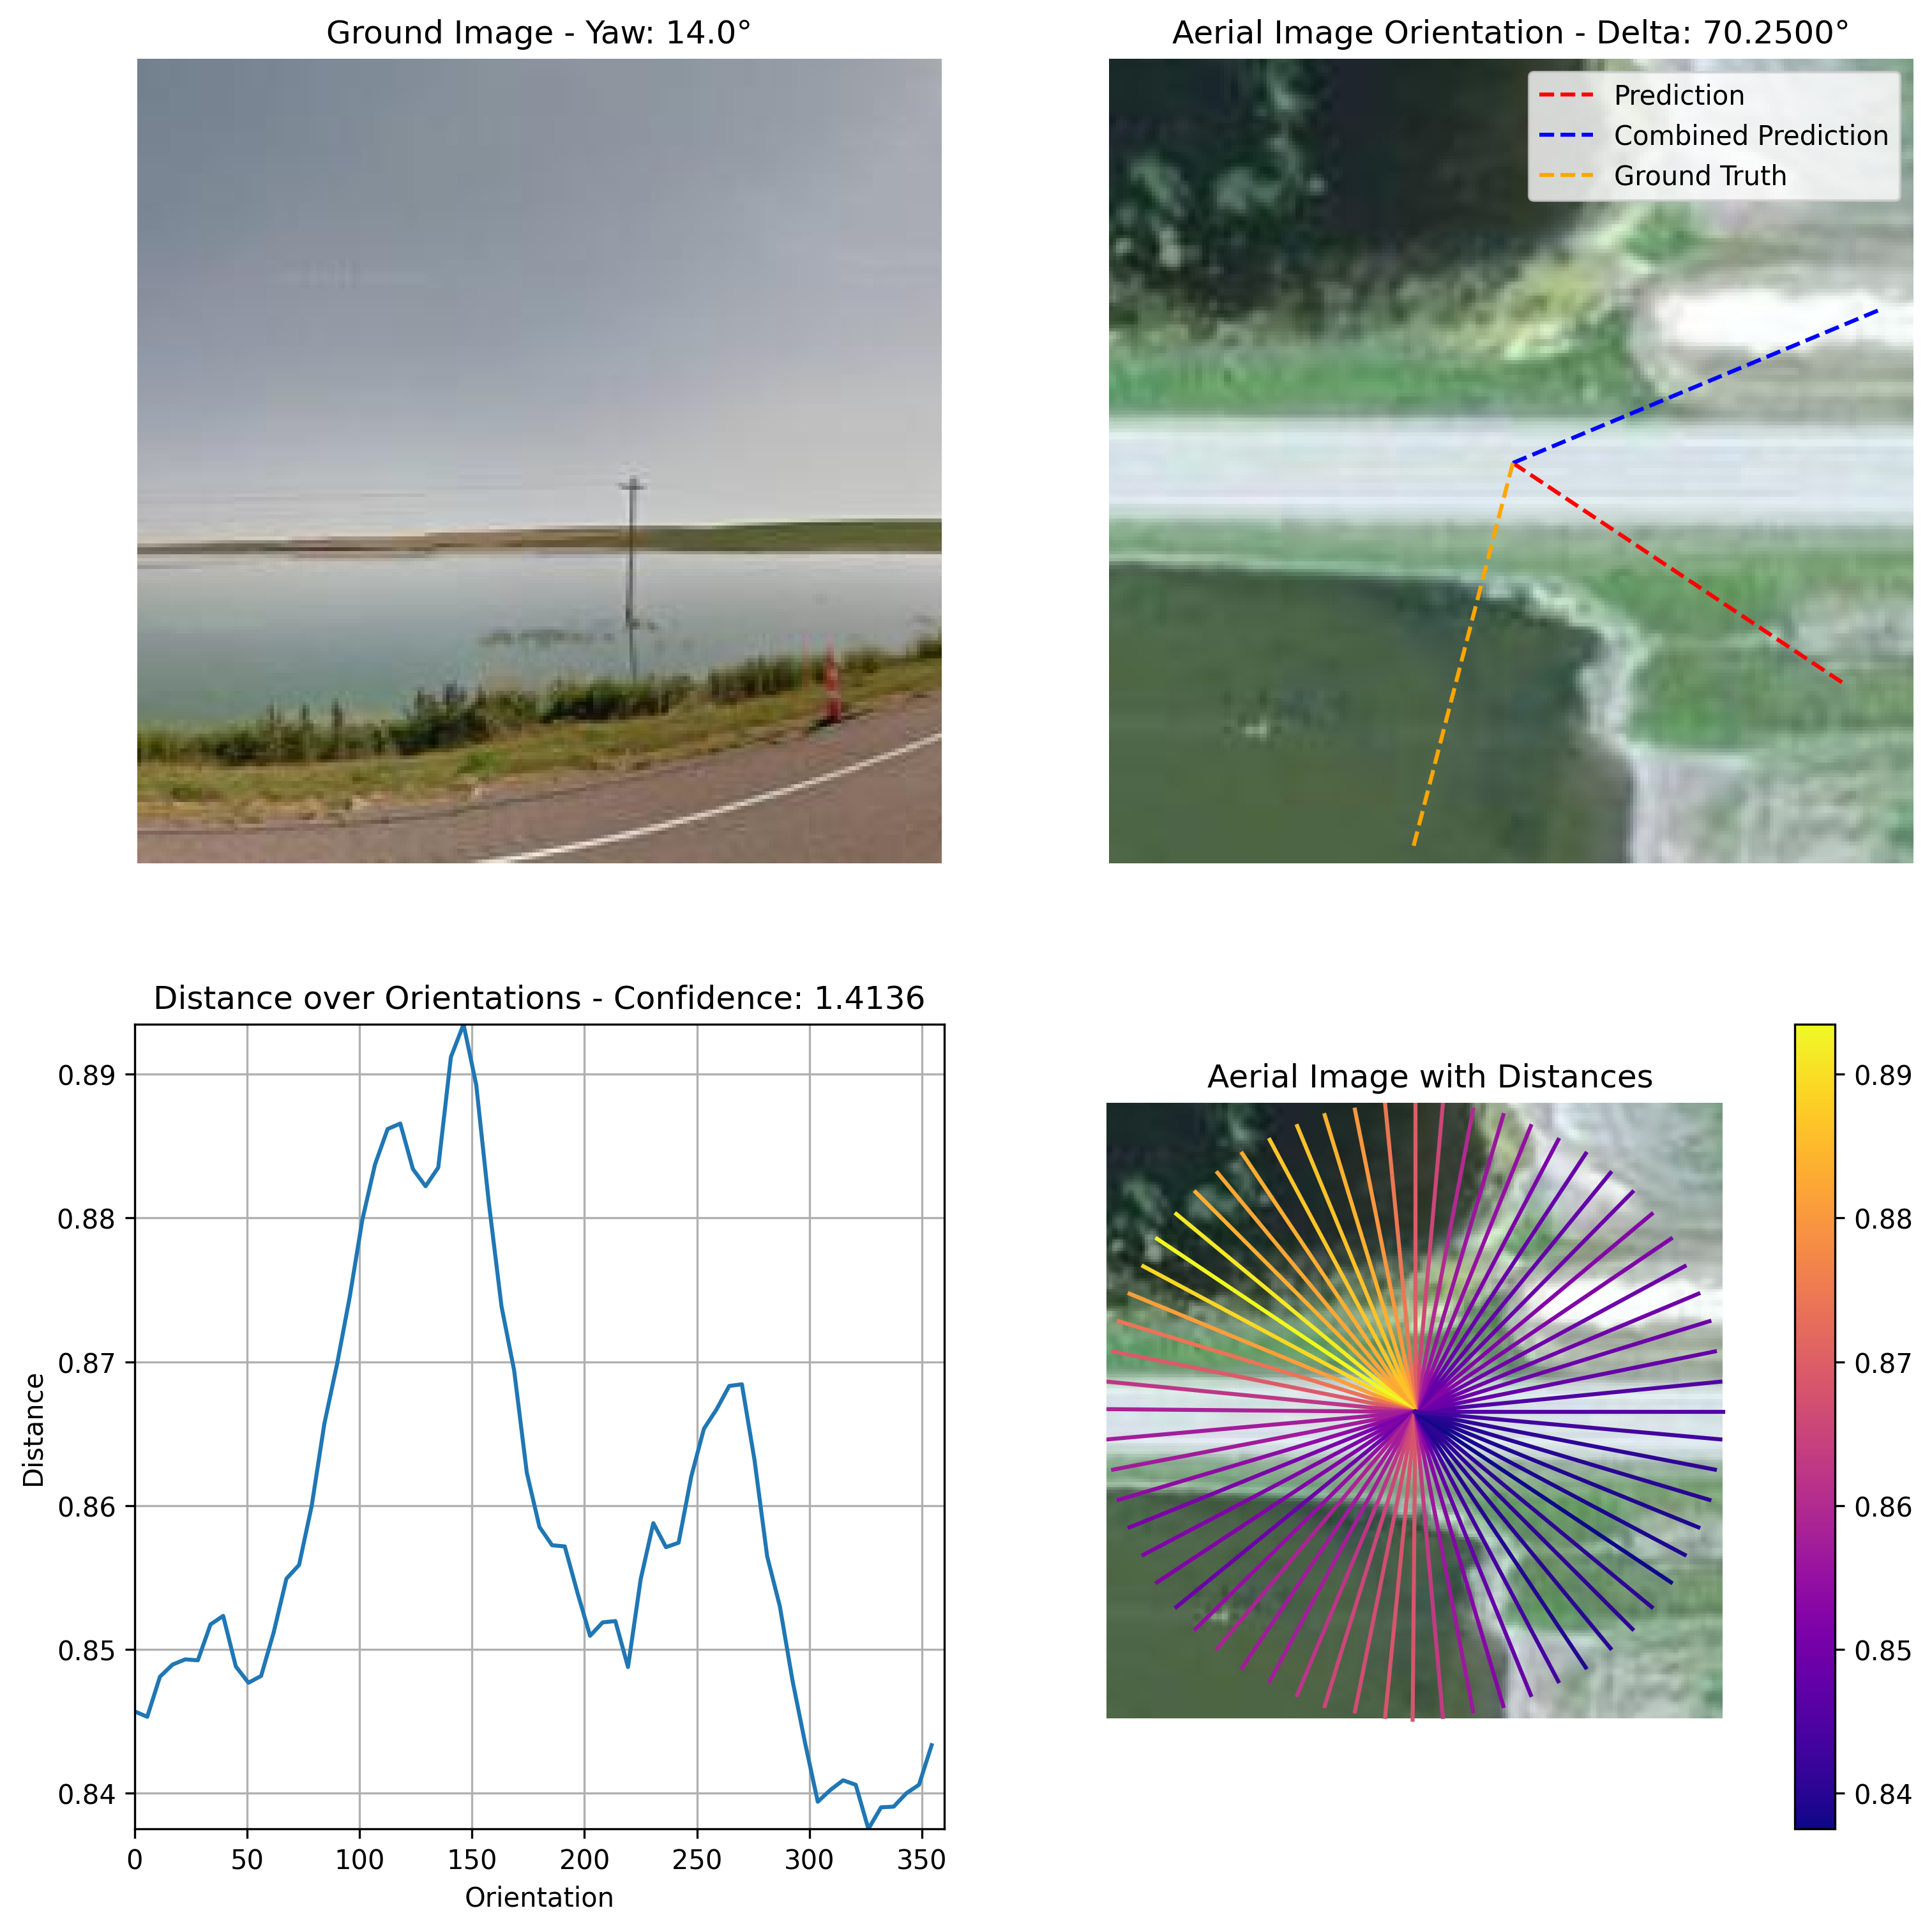 Ground Image - Yaw: 14.0°
Aerial Image Orientation - Delta: 70.2500°
Prediction
Combined Prediction
Ground Truth
Distance over Orientations - Confidence: 1.4136
0.89
0.88
0.87
0.86
0.85
0.84
Distance
0 50 100 150 200 250 300 350
Orientation
Aerial Image with Distances
0.89
0.88
0.87
0.86
0.85
0.84